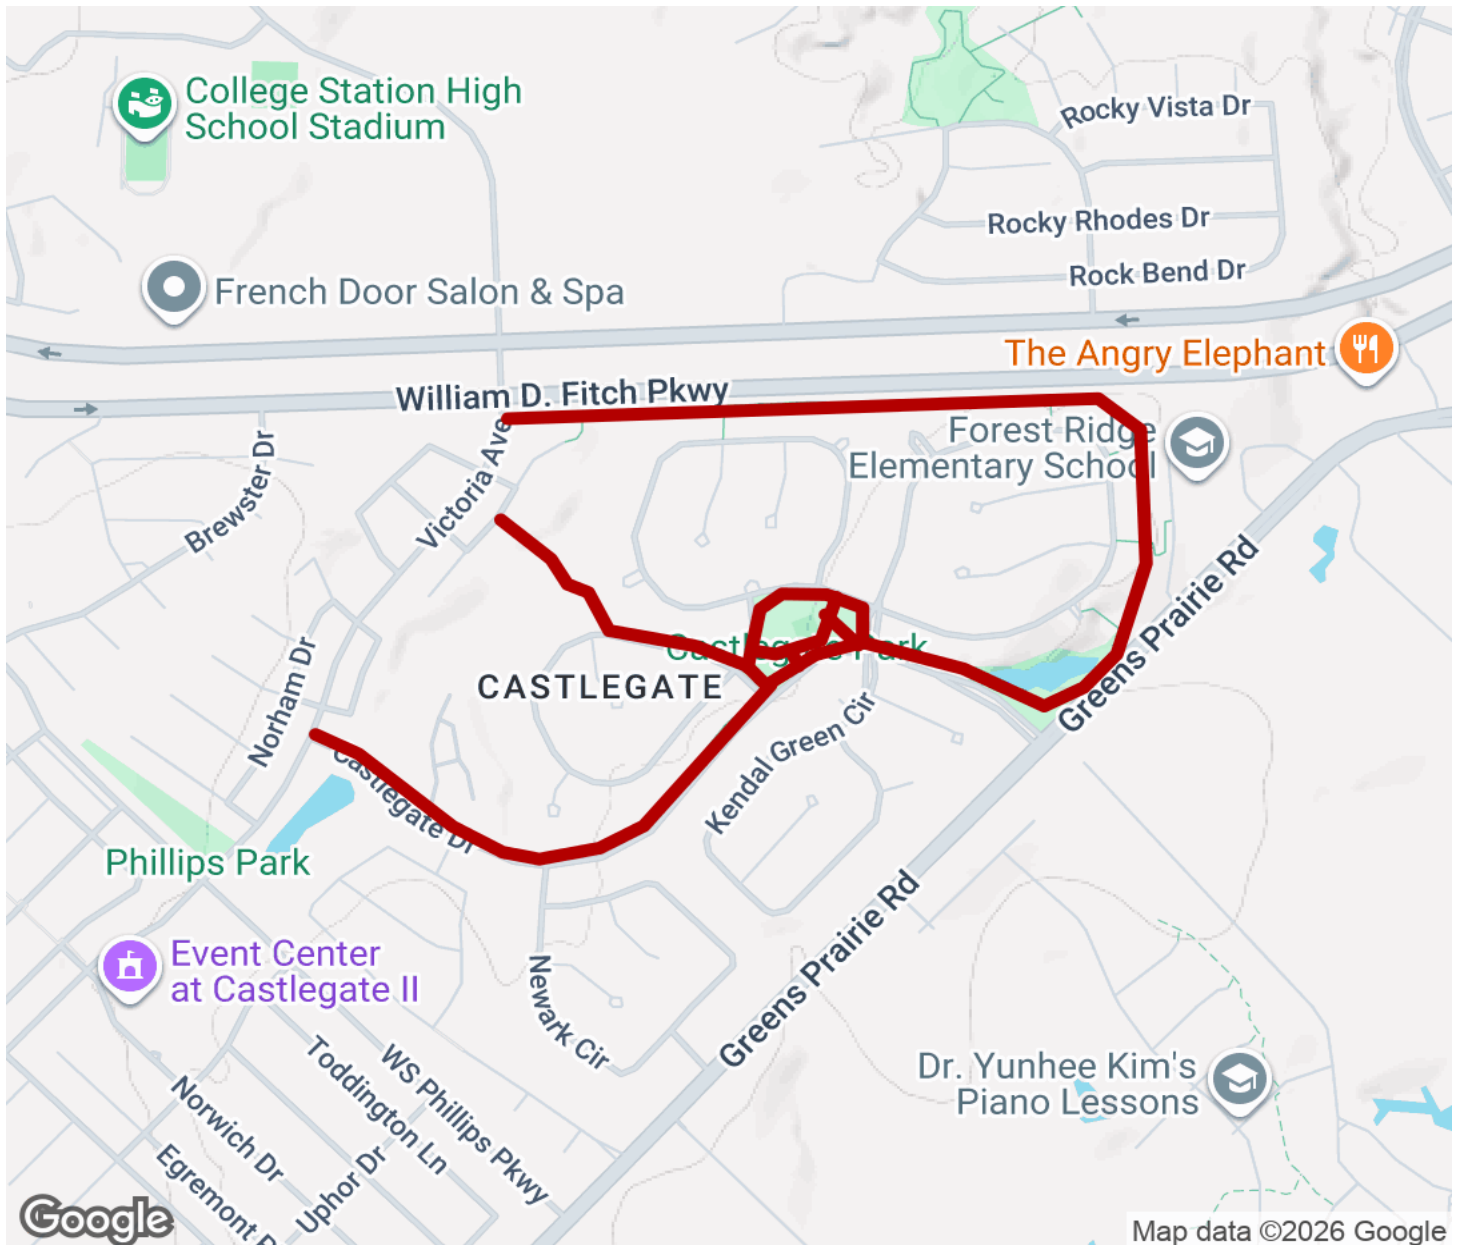 College Station High
School Stadium
Rocky Vista Dr
Rocky Rhodes Dr
Rock Bend Dr
French Door Salon & Spa
The Angry Elephant
William D. Fitch Pkwy
Forest Ridge
Elementary School
Brewster Dr
Victoria Ave
Greens Prairie Rd
Castlegate Park
CASTLEGATE
Norham Dr
Kendal Green Cir
Castlegate Dr
Phillips Park
Greens Prairie Rd
Event Center
at Castlegate II
Newark Cir
Toddington Ln
WS Phillips Pkwy
Dr. Yunhee Kim's
Piano Lessons
Norwich Dr
Uphor Dr
Egremont
Google
Map data ©2026 Google